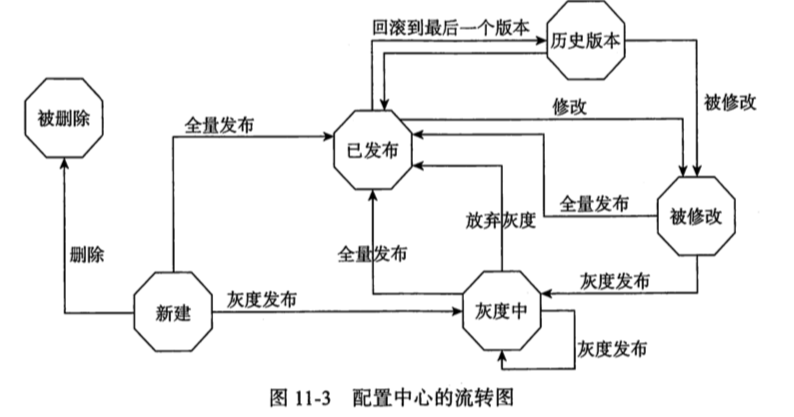 回滚到最后一个版本
历史版本
被修改
被删除
全量发布
修改
已发布
全量发布
被修改
放弃灰度
删除
全量发布
灰度发布
新建
灰度发布
灰度中
灰度发布
图 11-3 配置中心的流转图